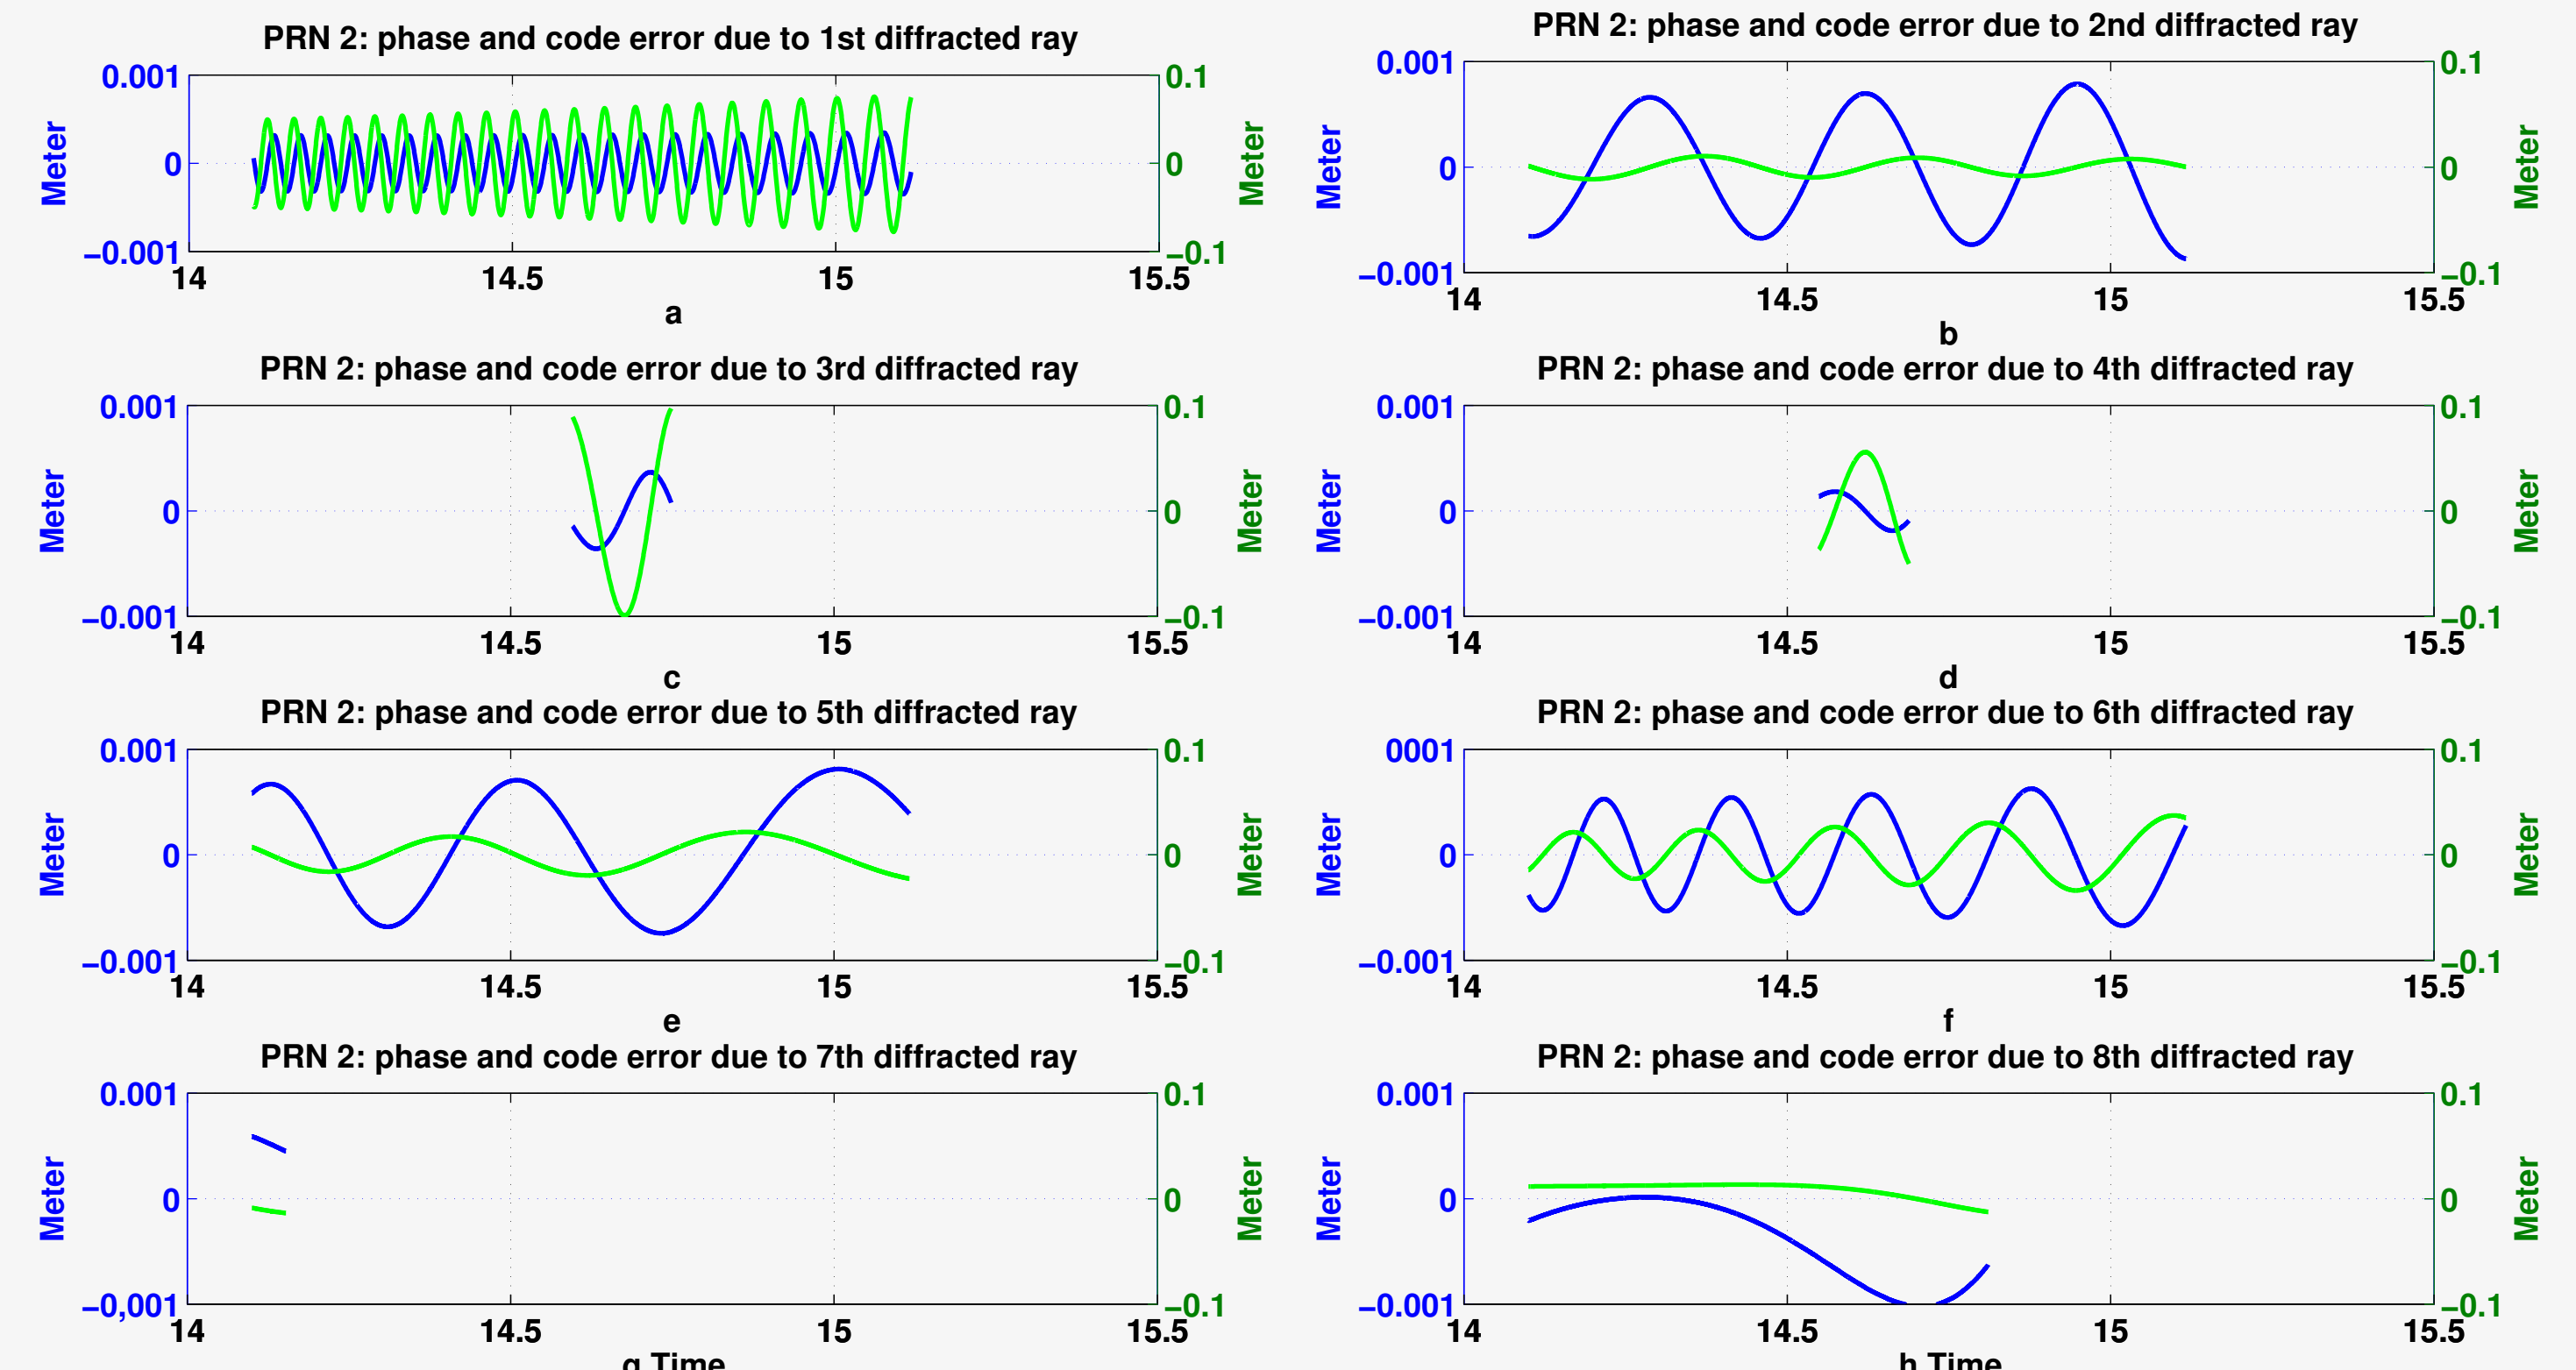 PRN 2: phase and code error due to 1st diffracted ray
0.001
0
−0.001
Meter
0.1
0
−0.1
Meter
14 14.5 15 15.5
a
PRN 2: phase and code error due to 2nd diffracted ray
0.001
0
−0.001
Meter
0.1
0
−0.1
Meter
14 14.5 15 15.5
b
PRN 2: phase and code error due to 3rd diffracted ray
0.001
0
−0.001
Meter
0.1
0
−0.1
Meter
14 14.5 15 15.5
c
PRN 2: phase and code error due to 4th diffracted ray
0.001
0
−0.001
Meter
0.1
0
−0.1
Meter
14 14.5 15 15.5
d
PRN 2: phase and code error due to 5th diffracted ray
0.001
0
−0.001
Meter
0.1
0
−0.1
Meter
14 14.5 15 15.5
e
PRN 2: phase and code error due to 6th diffracted ray
0001
0
−0.001
Meter
0.1
0
−0.1
Meter
14 14.5 15 15.5
f
PRN 2: phase and code error due to 7th diffracted ray
0.001
0
−0,001
Meter
0.1
0
−0.1
Meter
14 14.5 15 15.5
g Time
PRN 2: phase and code error due to 8th diffracted ray
0.001
0
−0.001
Meter
0.1
0
−0.1
Meter
14 14.5 15 15.5
h Time